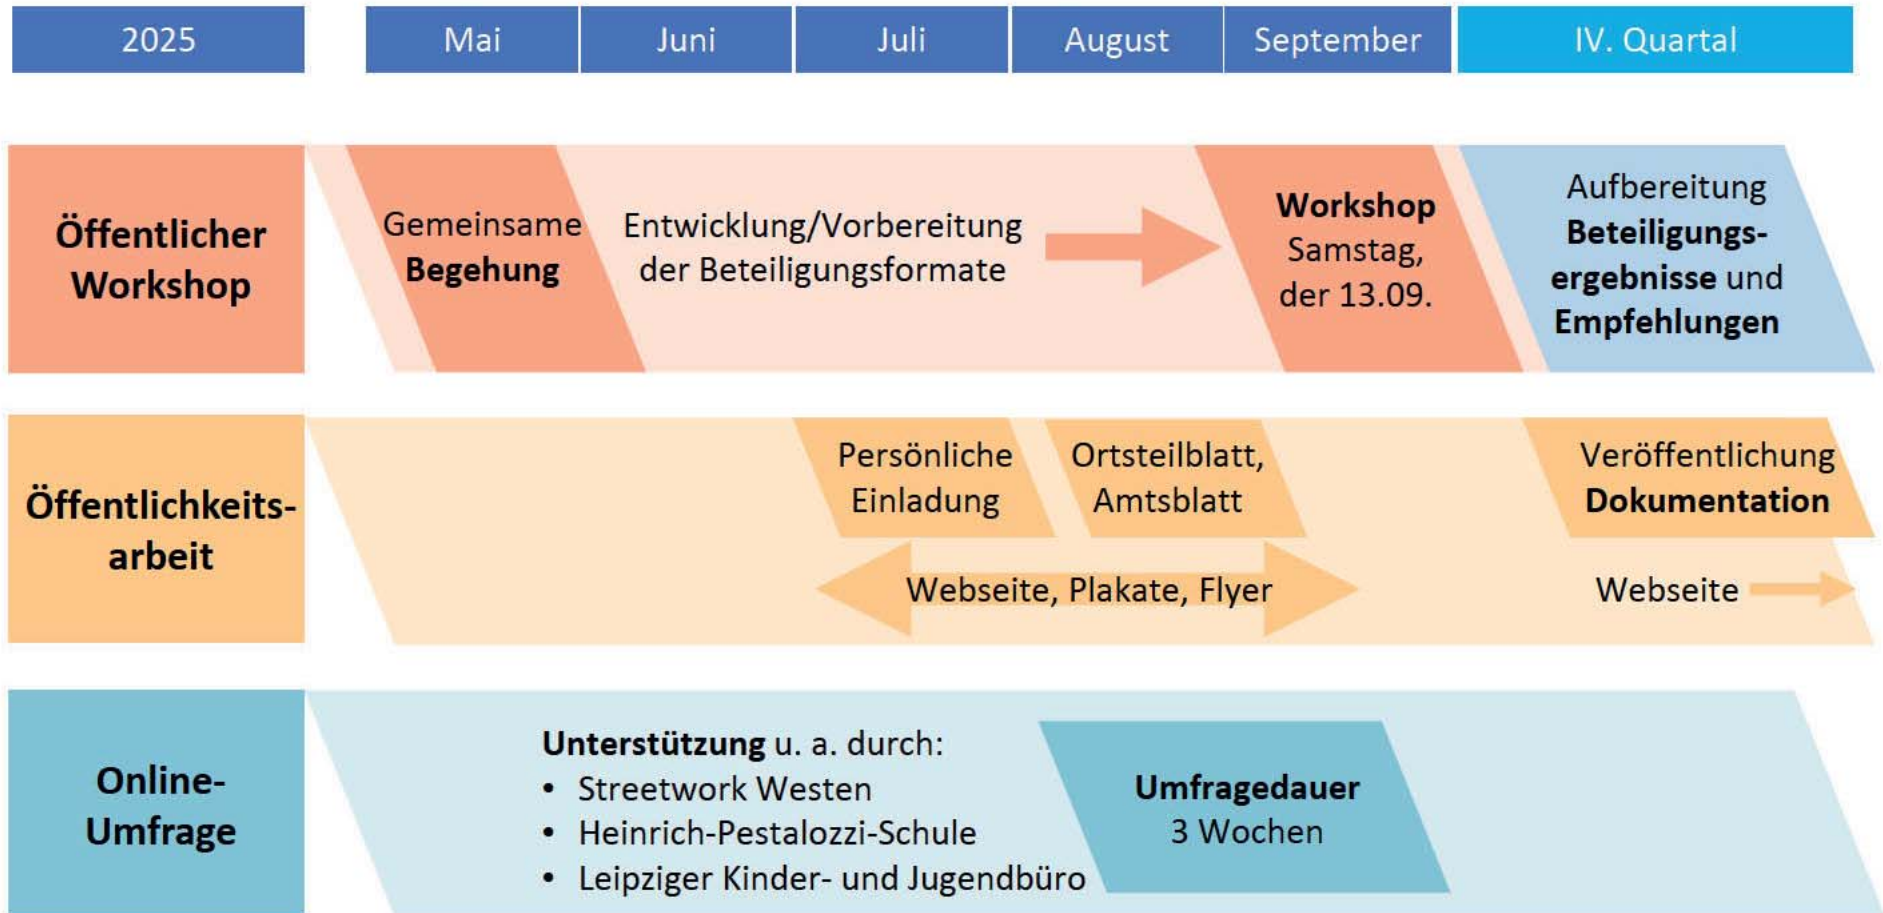 2025
Mai
Juni
Juli
August
September
IV. Quartal
Öffentlicher
Workshop
Gemeinsame
Begehung
Entwicklung/Vorbereitung
der Beteiligungsformate
Workshop
Samstag,
der 13.09.
Aufbereitung
Beteiligungs-
ergebnisse und
Empfehlungen
Öffentlichkeits-
arbeit
Persönliche
Einladung
Ortsteilblatt,
Amtsblatt
Veröffentlichung
Dokumentation
Webseite, Plakate, Flyer
Webseite
Online-
Umfrage
Unterstützung u. a. durch:
• Streetwork Westen
• Heinrich-Pestalozzi-Schule
• Leipziger Kinder- und Jugendbüro
Umfragedauer
3 Wochen